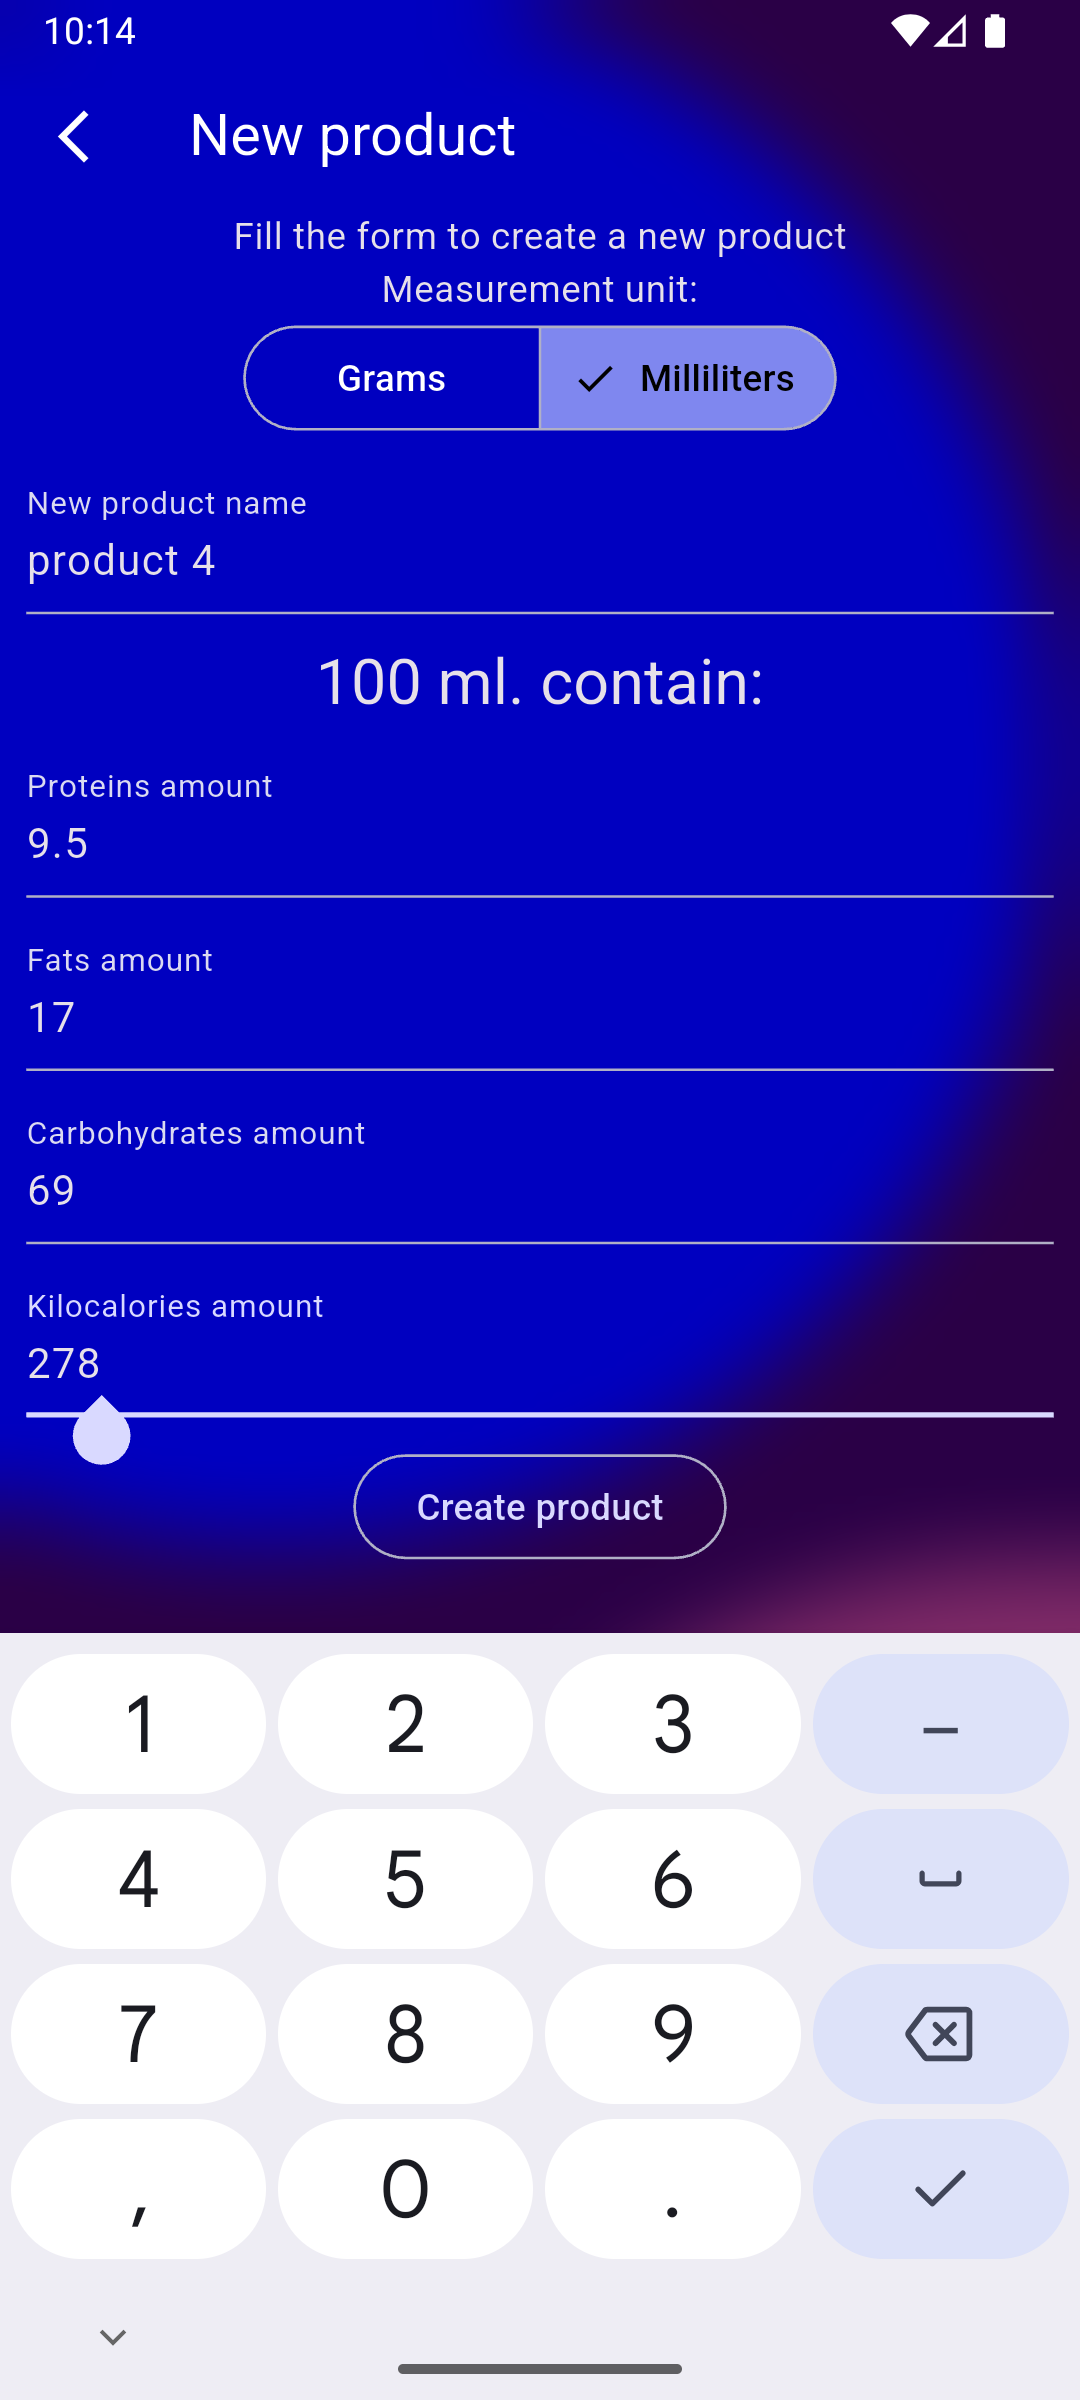 10:14
New product
Fill the form to create a new product
Measurement unit:
Grams
Milliliters
New product name
product 4
100 ml. contain:
Proteins amount
9.5
Fats amount
17
Carbohydrates amount
69
Kilocalories amount
278
Create product
1 2 3 –
4 5 6
7 8 9
, 0 .